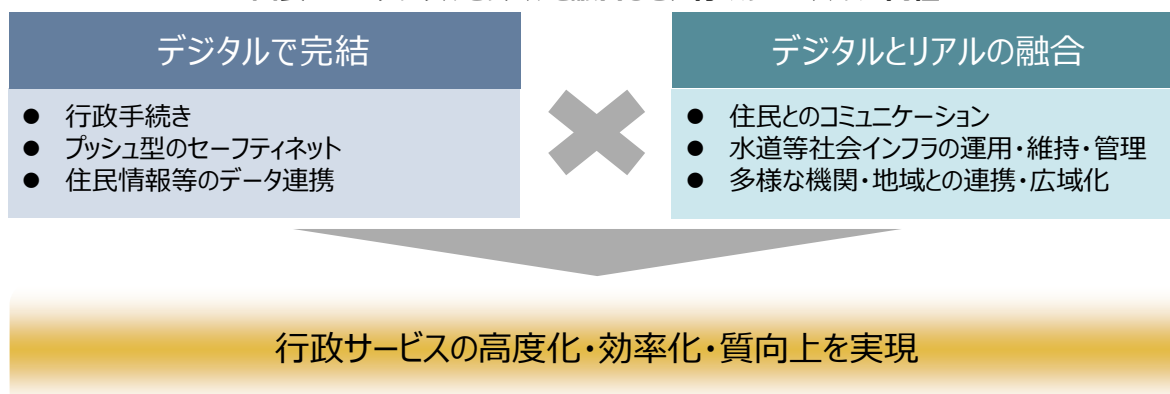 デジタルで完結
● 行政手続き
● プッシュ型のセーフティネット
● 住民情報等のデータ連携
デジタルとリアルの融合
● 住民とのコミュニケーション
● 水道等社会インフラの運用・維持・管理
● 多様な機関・地域との連携・広域化
行政サービスの高度化・効率化・質向上を実現